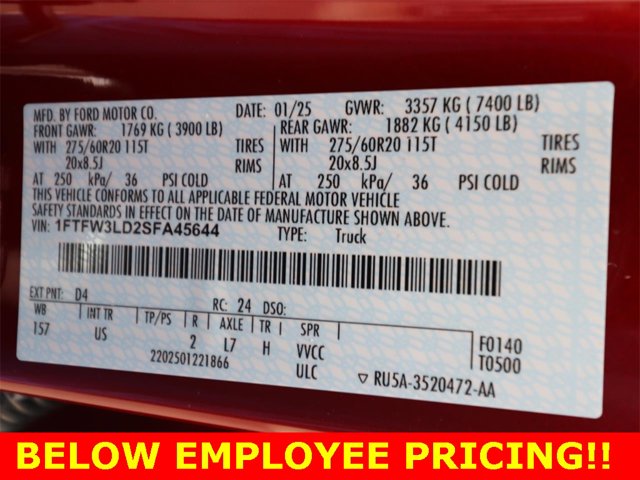 MFD. BY FORD MOTOR CO. DATE: 01/25 GVWR: 3357 KG ( 7400 LB)
FRONT GAWR: 1769 KG ( 3900 LB) REAR GAWR: 1882 KG ( 4150 LB)
WITH 275/60R20 115T TIRES WITH 275/60R20 115T TIRES
20x8.5J RIMS 20x8.5J RIMS
AT 250 kPa/ 36 PSI COLD AT 250 kPa/ 36 PSI COLD
THIS VEHICLE CONFORMS TO ALL APPLICABLE FEDERAL MOTOR VEHICLE
SAFETY STANDARDS IN EFFECT ON THE DATE OF MANUFACTURE SHOWN ABOVE.
VIN: 1FTFW3LD2SFA45644 TYPE: Truck
EXT PNT: D4 RC: 24 DSO:
WB INT TR TP/PS R AXLE TR SPR
157 US 2 L7 H VVCC F0140
2202501221866 ULC T0500
▽ RU5A-3520472-AA
BELOW EMPLOYEE PRICING!!